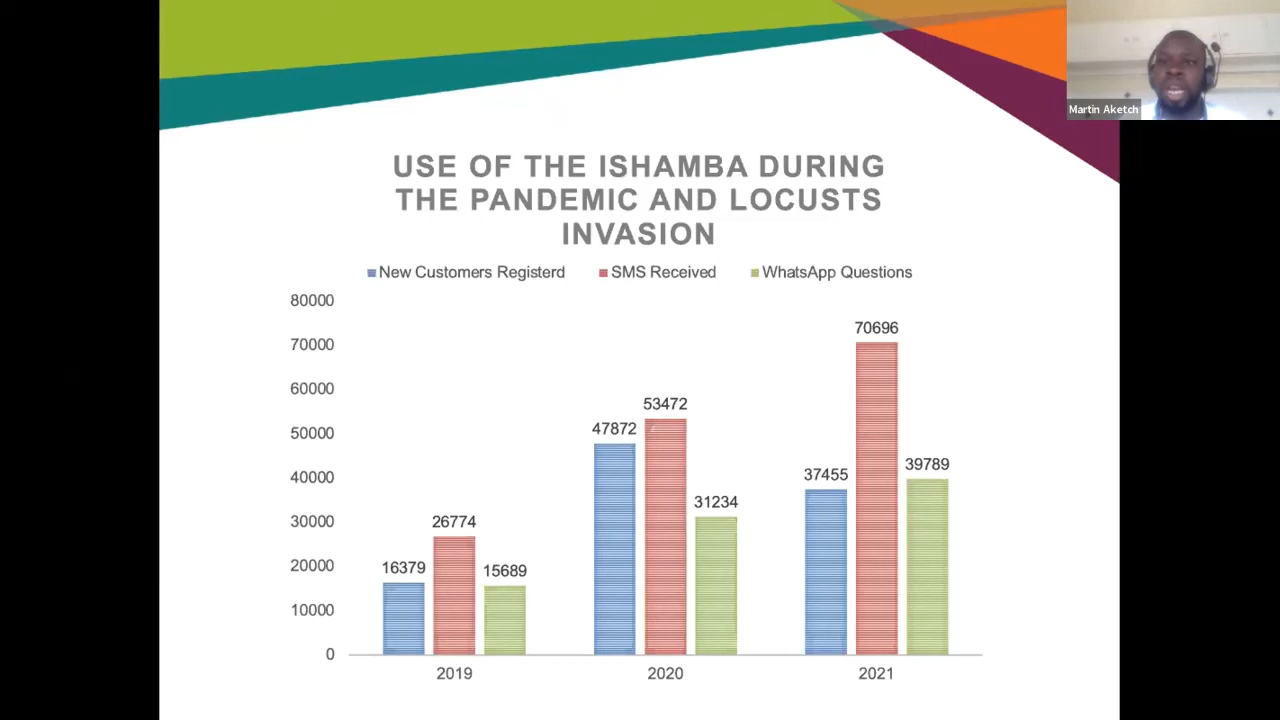 Martin Aketch
USE OF THE ISHAMBA DURING
THE PANDEMIC AND LOCUSTS
INVASION
New Customers Registerd SMS Received WhatsApp Questions
80000
70000
60000
50000
40000
30000
20000
10000
0
16379 26774 15689
47872 53472 31234
37455 70696 39789
2019 2020 2021